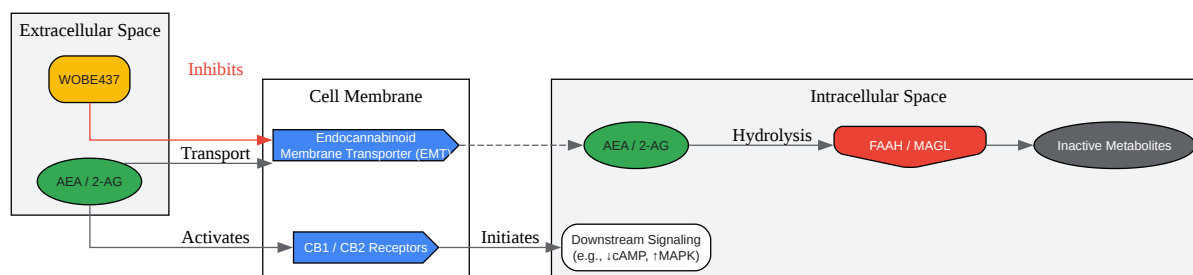 Extracellular Space
WOBE437
Inhibits
Cell Membrane
Intracellular Space
Endocannabinoid
Membrane Transporter (EMT)
AEA / 2-AG
Hydrolysis
FAAH / MAGL
Inactive Metabolites
Transport
AEA / 2-AG
Activates
CB1 / CB2 Receptors
Initiates
Downstream Signaling
(e.g., ↓cAMP, ↑MAPK)